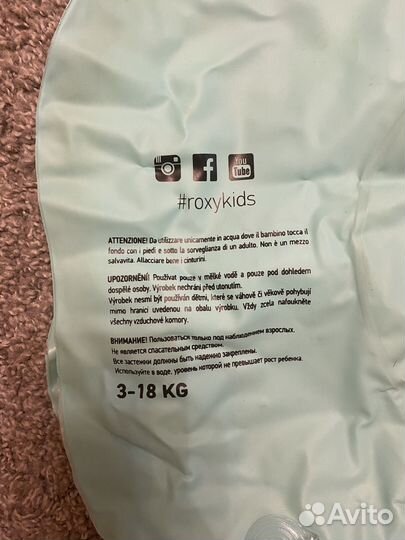 You
Tube
#roxykids
ATTENZIONE! Da utilizzare unicamente in acqua dove il bambino tocca il
fondo con i piedi e sotto la sorveglianza di un adulto. Non è un mezzo
salvavita. Allacciare bene i cinturini.
UPOZORNĚNÍ! Používat pouze v mělké vodě a pouze pod dohledem
dospělé osoby. Výrobek nechrání před utonutím.
Výrobek nesmí být používán dětmi, které se váhově či věkově pohybují
mimo hranici uvedenou na obalu výrobku. Vždy zcela nafoukněte
všechny vzduchové komory.
ВНИМАНИЕ! Пользоваться только под наблюдением взрослых.
Не является спасательным средством.
Все застежки должны быть надежно закреплены.
Используйте в воде, уровень которой не превышает рост ребенка.
3-18 KG
Avito